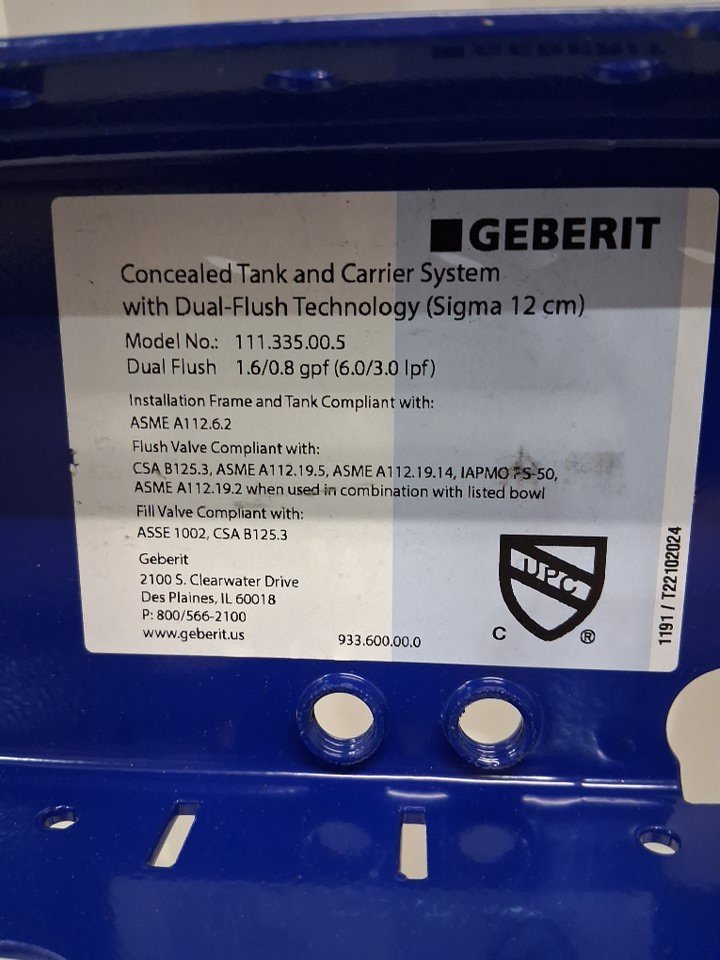 GEBERIT
Concealed Tank and Carrier System
with Dual-Flush Technology (Sigma 12 cm)
Model No.: 111.335.00.5
Dual Flush 1.6/0.8 gpf (6.0/3.0 lpf)
Installation Frame and Tank Compliant with:
ASME A112.6.2
Flush Valve Compliant with:
CSA B125.3, ASME A112.19.5, ASME A112.19.14, IAPMO PS-50,
ASME A112.19.2 when used in combination with listed bowl
Fill Valve Compliant with:
ASSE 1002, CSA B125.3
Geberit
2100 S. Clearwater Drive
Des Plaines, IL 60018
P: 800/566-2100
www.geberit.us
933.600.00.0
UPC
C ®
1191 / T22102024